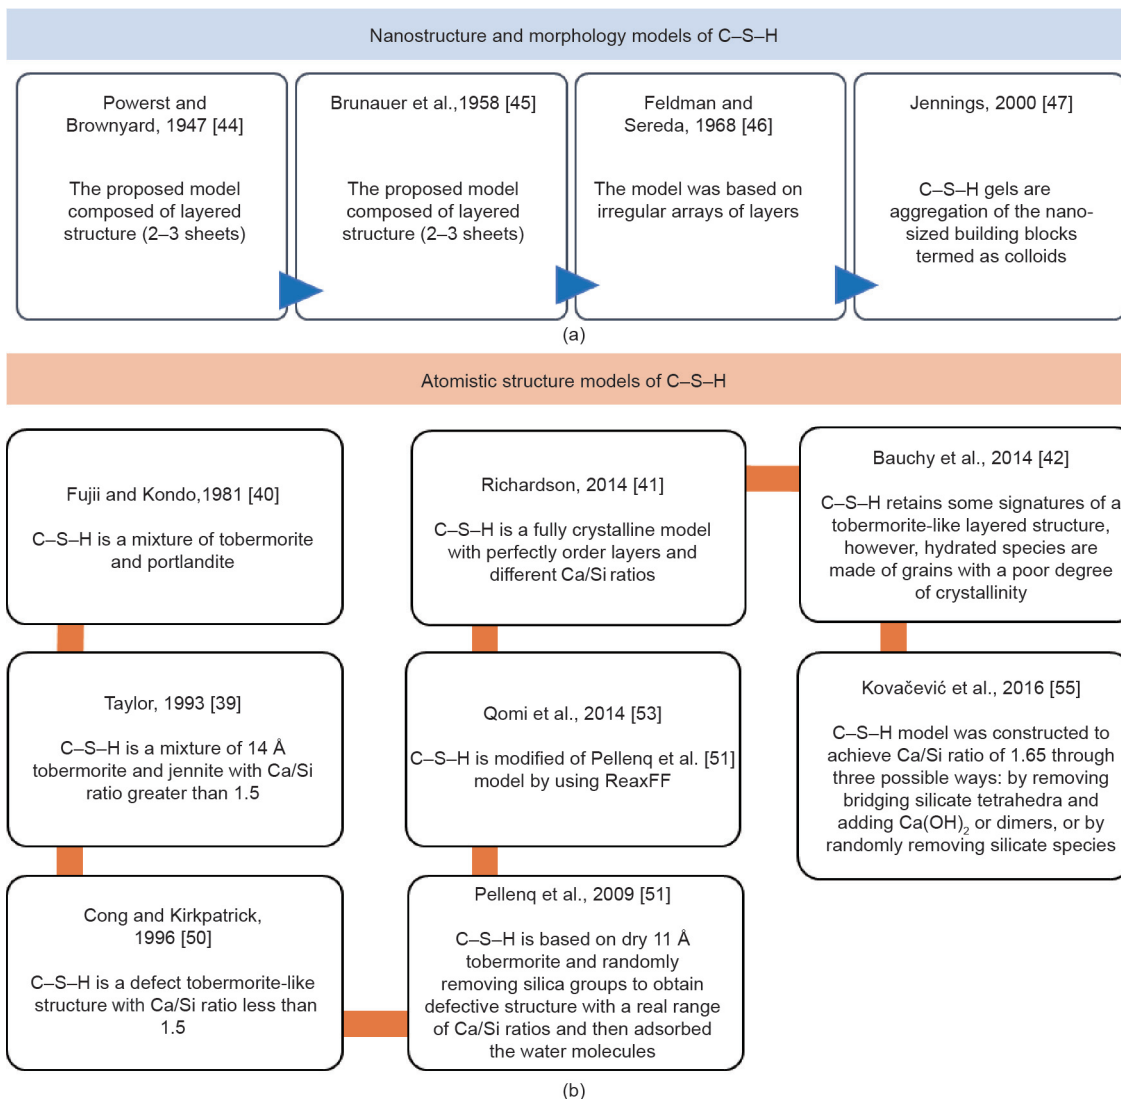 Nanostructure and morphology models of C–S–H
Powerst and
Brownyard, 1947 [44]
The proposed model
composed of layered
structure (2–3 sheets)
Brunauer et al.,1958 [45]
The proposed model
composed of layered
structure (2–3 sheets)
Feldman and
Sereda, 1968 [46]
The model was based on
irregular arrays of layers
Jennings, 2000 [47]
C–S–H gels are
aggregation of the nano-
sized building blocks
termed as colloids
(a)
Atomistic structure models of C–S–H
Fujii and Kondo,1981 [40]
C–S–H is a mixture of tobermorite
and portlandite
Taylor, 1993 [39]
C–S–H is a mixture of 14 Å
tobermorite and jennite with Ca/Si
ratio greater than 1.5
Cong and Kirkpatrick,
1996 [50]
C–S–H is a defect tobermorite-like
structure with Ca/Si ratio less than
1.5
Pellenq et al., 2009 [51]
C–S–H is based on dry 11 Å
tobermorite and randomly
removing silica groups to obtain
defective structure with a real range
of Ca/Si ratios and then adsorbed
the water molecules
Qomi et al., 2014 [53]
C–S–H is modified of Pellenq et al. [51]
model by using ReaxFF
Richardson, 2014 [41]
C–S–H is a fully crystalline model
with perfectly order layers and
different Ca/Si ratios
Bauchy et al., 2014 [42]
C–S–H retains some signatures of a
tobermorite-like layered structure,
however, hydrated species are
made of grains with a poor degree
of crystallinity
Kovačević et al., 2016 [55]
C–S–H model was constructed to
achieve Ca/Si ratio of 1.65 through
three possible ways: by removing
bridging silicate tetrahedra and
adding Ca(OH)₂ or dimers, or by
randomly removing silicate species
(b)